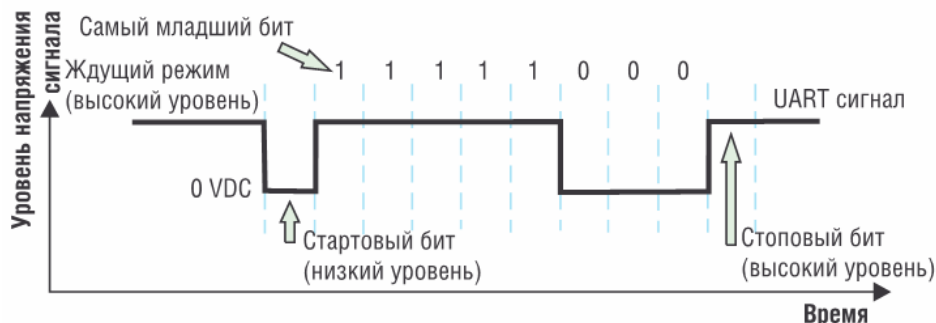 Самый младший бит
Ждущий режим
(высокий уровень)
1 1 1 1 1 0 0 0
UART сигнал
Уровень напряжения
сигнала
0 VDC
Стартовый бит
(низкий уровень)
Стоповый бит
(высокий уровень)
Время